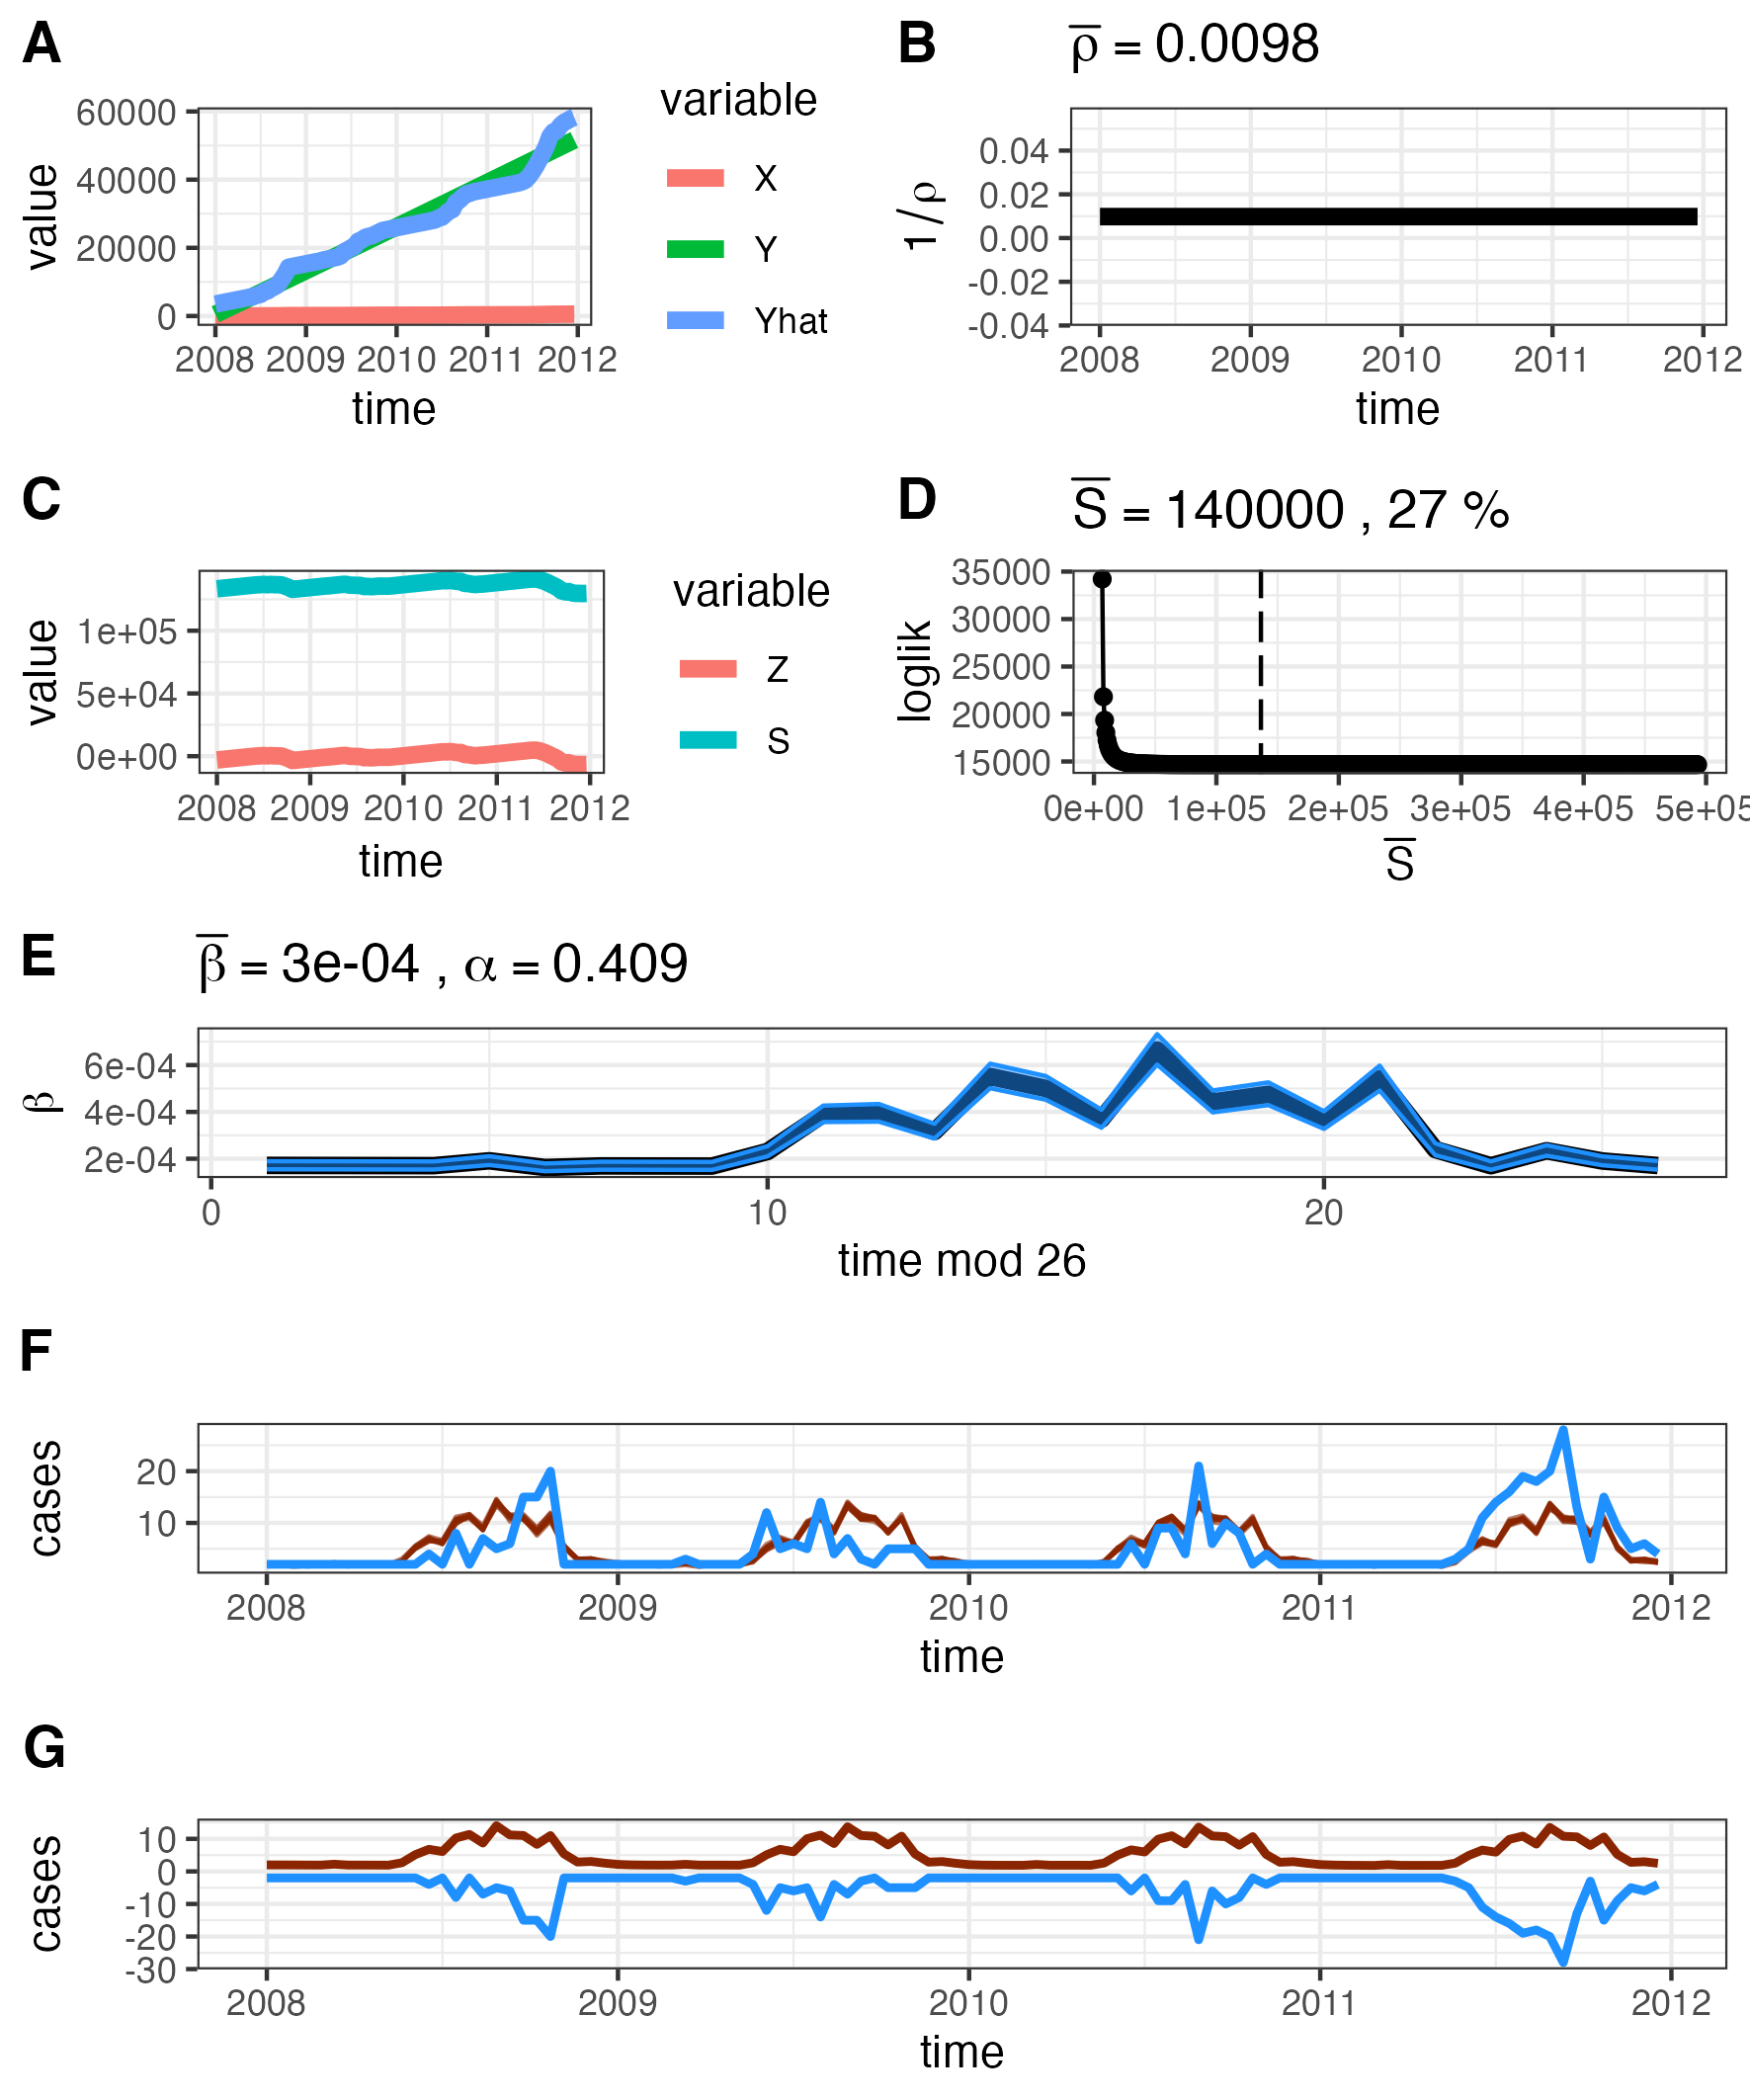 A
variable
X
Y
Yhat
60000
40000
20000
0
value
2008 2009 2010 2011 2012
time
B
ρ̅ = 0.0098
0.04
0.02
0.00
-0.02
-0.04
1/ρ
2008 2009 2010 2011 2012
time
C
variable
Z
S
1e+05
5e+04
0e+00
value
2008 2009 2010 2011 2012
time
D
S̅ = 140000 , 27 %
35000
30000
25000
20000
15000
loglik
0e+00 1e+05 2e+05 3e+05 4e+05 5e+05
S̅
E
β̅ = 3e-04 , α = 0.409
6e-04
4e-04
2e-04
β
0 10 20
time mod 26
F
20
10
cases
2008 2009 2010 2011 2012
time
G
10
0
-10
-20
-30
cases
2008 2009 2010 2011 2012
time